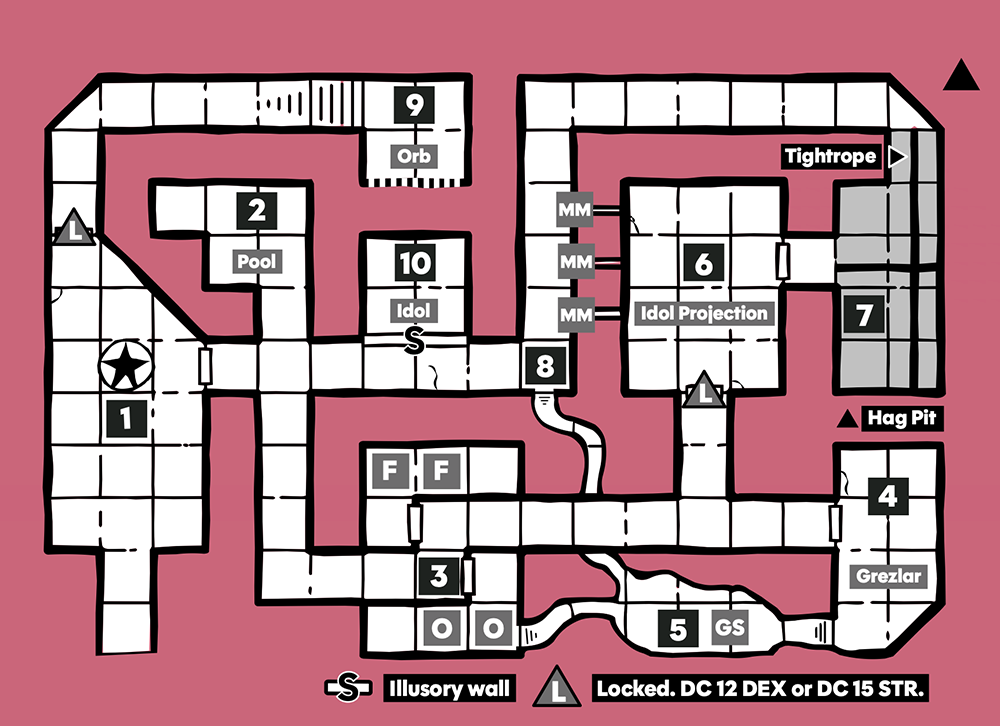 9
Orb
Tightrope
L
2
Pool
MM
10
Idol
S
MM
6
MM
Idol Projection
7
8
1
L
Hag Pit
F F
4
3
Grezlar
O O
5 GS
S Illusory wall
L Locked. DC 12 DEX or DC 15 STR.